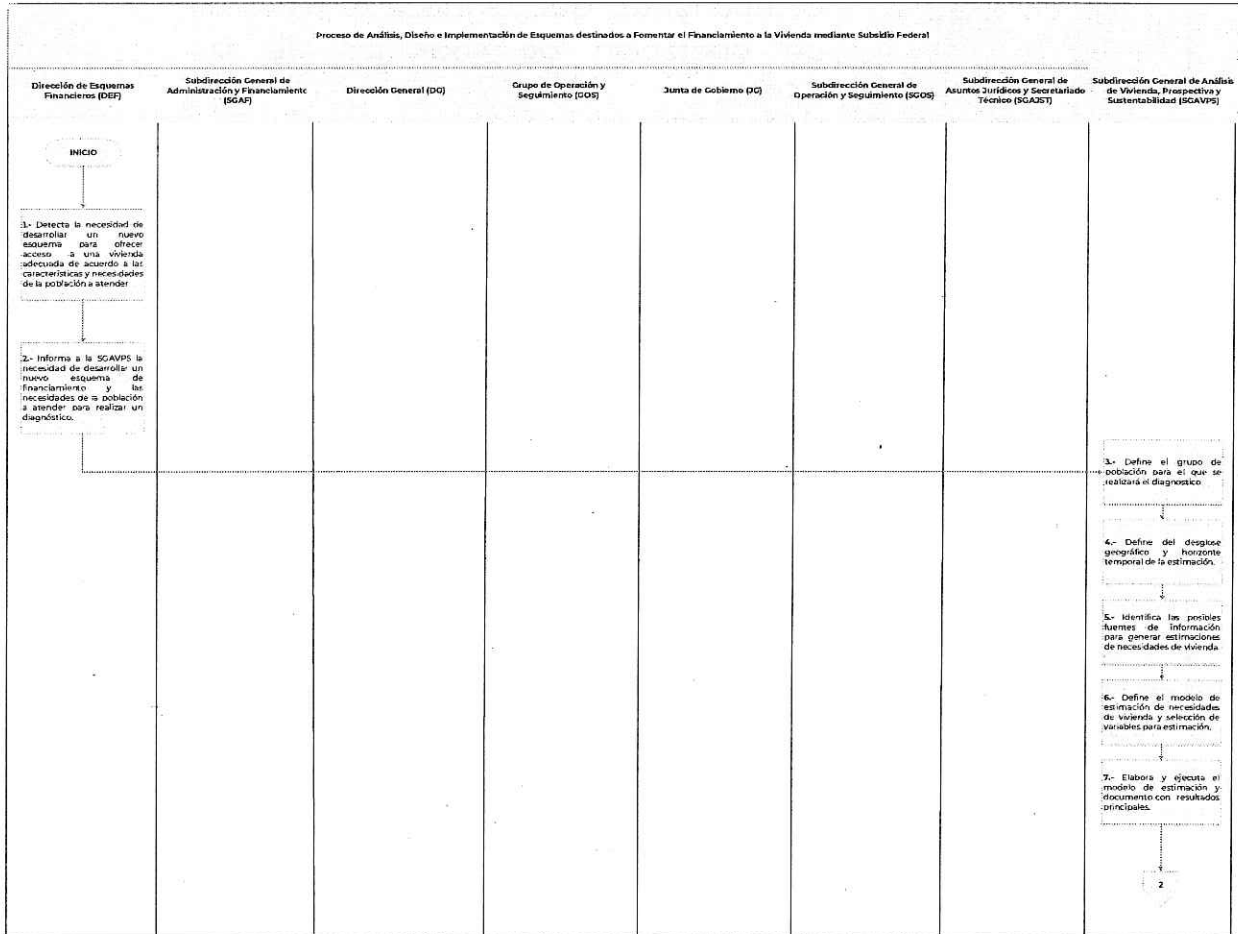 Proceso de Análisis, Diseño e Implementación de Esquemas destinados a Fomentar el Financiamiento a la Vivienda mediante Subsidio Federal
Dirección de Esquemas
Financieros (DEF)
Subdirección General de
Administración y Financiamiento
(SGAF)
Dirección General (DG)
Grupo de Operación y
Seguimiento (GOS)
Junta de Gobierno (JG)
Subdirección General de
Operación y Seguimiento (SGOS)
Subdirección General de
Asuntos Jurídicos y Secretariado
Técnico (SGAJST)
Subdirección General de Análisis
de Vivienda, Prospectiva y
Sustentabilidad (SGAVPS)
INICIO
1.- Detecta la necesidad de
desarrollar un nuevo
esquema para ofrecer
acceso a una vivienda
adecuada de acuerdo a las
características y necesidades
de la población a atender
2.- Informa a la SGAVPS la
necesidad de desarrollar un
nuevo esquema de
financiamiento y las
necesidades de la población
a atender para realizar un
diagnóstico.
3.- Define el grupo de
población para el que se
realizará el diagnostico
4.- Define del desglose
geográfico y horizonte
temporal de la estimación.
5.- Identifica las posibles
fuentes de información
para generar estimaciones
de necesidades de vivienda
6.- Define el modelo de
estimación de necesidades
de vivienda y selección de
variables para estimación.
7.- Elabora y ejecuta el
modelo de estimación y
documento con resultados
principales.
2